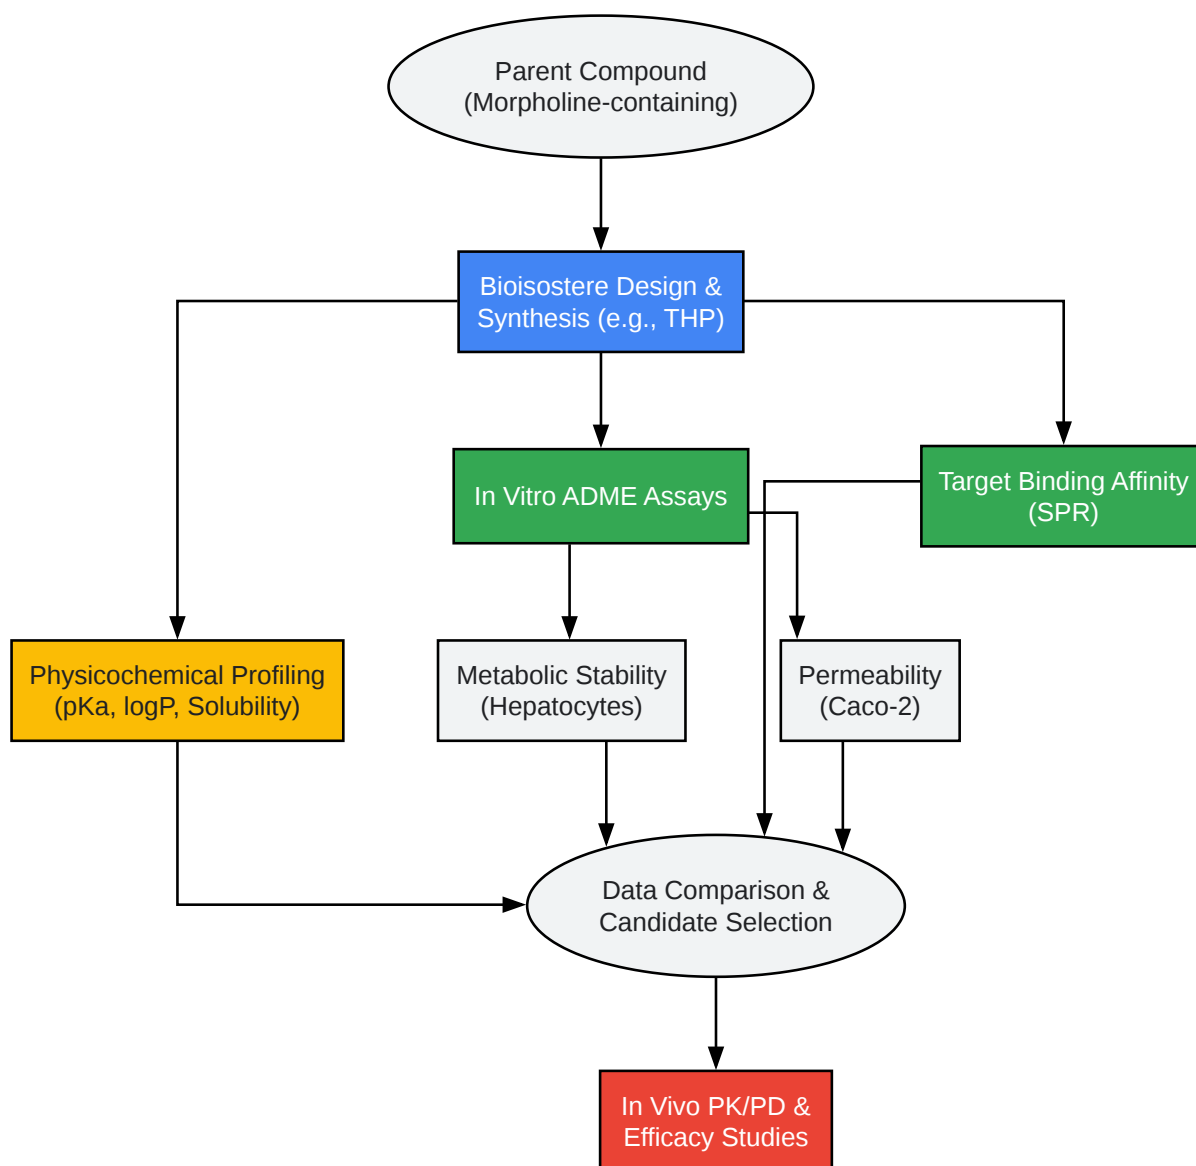 Parent Compound
(Morpholine-containing)
Bioisostere Design &
Synthesis (e.g., THP)
In Vitro ADME Assays
Target Binding Affinity
(SPR)
Physicochemical Profiling
(pKa, logP, Solubility)
Metabolic Stability
(Hepatocytes)
Permeability
(Caco-2)
Data Comparison &
Candidate Selection
In Vivo PK/PD &
Efficacy Studies